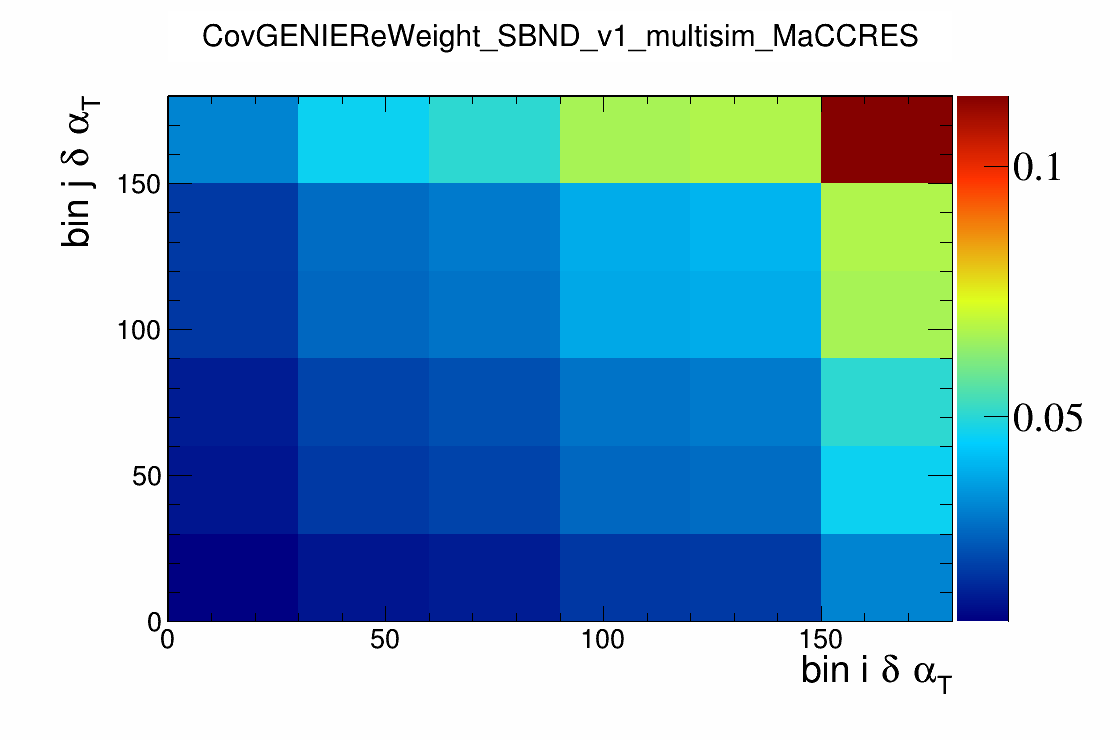 CovGENIEReWeight_SBND_v1_multisim_MaCCRES
bin j δ α_T
150
100
50
0
0 50 100 150
bin i δ α_T
0.1
0.05